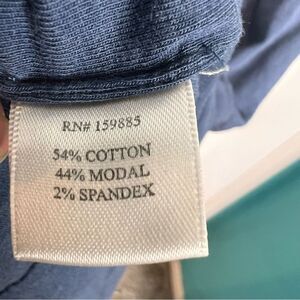 RN# 159885
54% COTTON
44% MODAL
2% SPANDEX